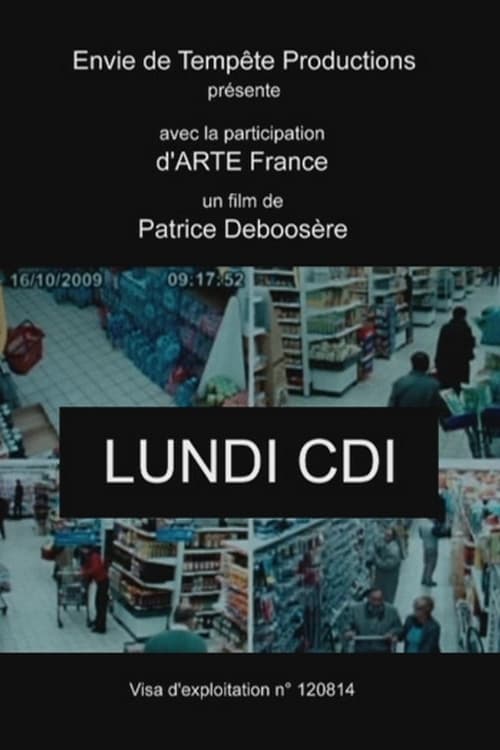 Envie de Tempête Productions
présente
avec la participation
d'ARTE France
un film de
Patrice Deboosère
16/10/2009 09:17:52
LUNDI CDI
Visa d'exploitation n° 120814